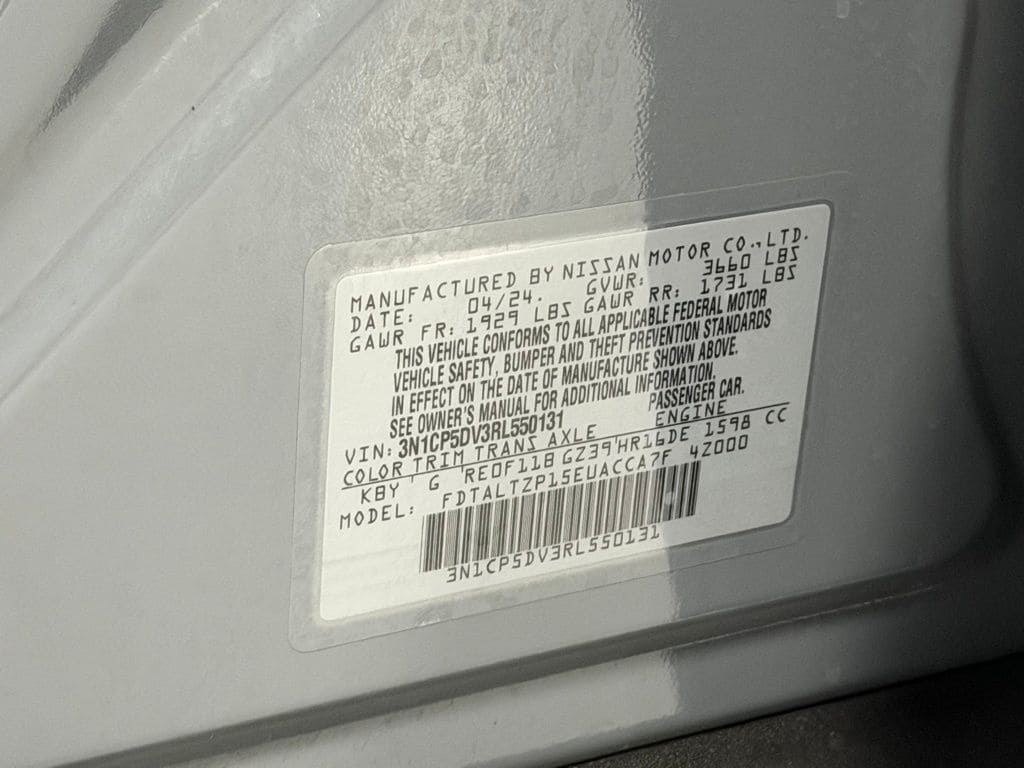 MANUFACTURED BY NISSAN MOTOR CO., LTD.
DATE: 04/24. GVWR: 3660 LBS
GAWR FR: 1929 LBS GAWR RR: 1731 LBS
THIS VEHICLE CONFORMS TO ALL APPLICABLE FEDERAL MOTOR
VEHICLE SAFETY, BUMPER AND THEFT PREVENTION STANDARDS
IN EFFECT ON THE DATE OF MANUFACTURE SHOWN ABOVE.
SEE OWNER'S MANUAL FOR ADDITIONAL INFORMATION.
VIN: 3N1CP5DV3RL550131 PASSENGER CAR.
COLOR TRIM TRANS AXLE ENGINE
KBY G RE0F11B GZ39 HR16DE 1598 CC
MODEL: FDTALTZP15EUACCA7F 4Z000
3N1CP5DV3RL550131